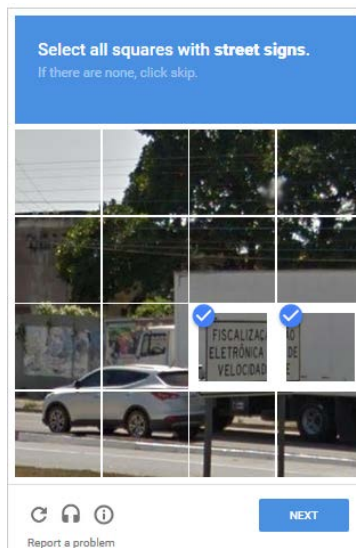 Select all squares with street signs.
If there are none, click skip.
FISCALIZAÇÃO
ELETRÔNICA DE
VELOCIDADE
NEXT
Report a problem